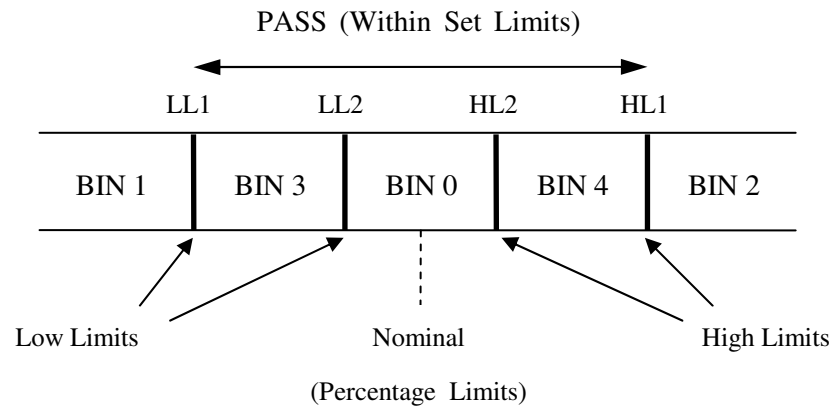 PASS (Within Set Limits)
LL1 LL2 HL2 HL1
BIN 1 BIN 3 BIN 0 BIN 4 BIN 2
Low Limits Nominal High Limits
(Percentage Limits)